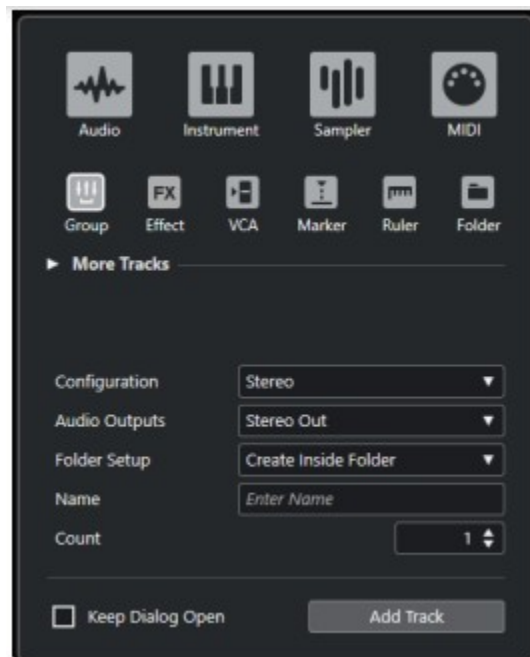 Audio Instrument Sampler MIDI
FX
Group Effect VCA Marker Ruler Folder
More Tracks
Configuration Stereo
Audio Outputs Stereo Out
Folder Setup Create Inside Folder
Name Enter Name
Count 1
Keep Dialog Open Add Track